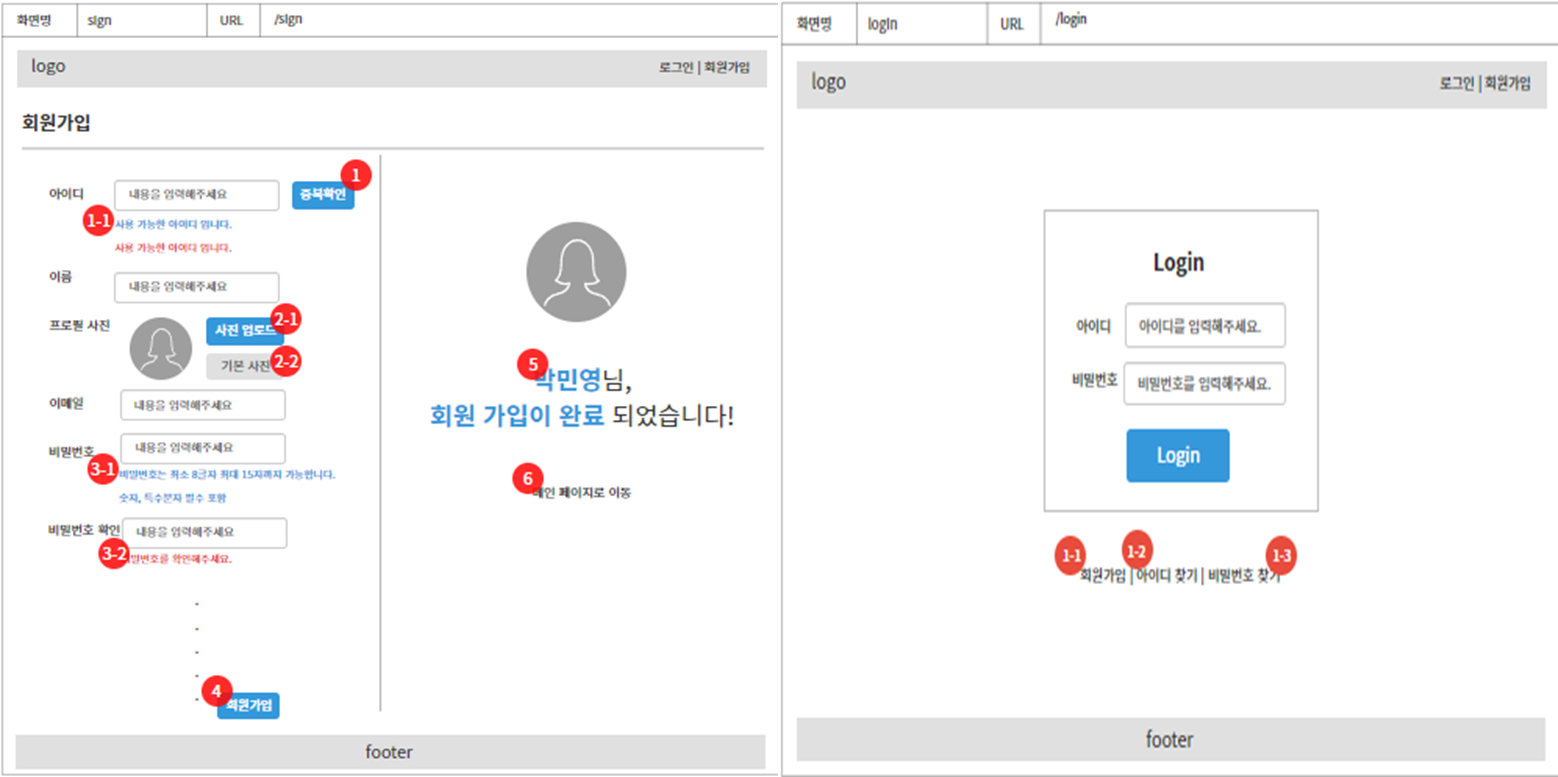 화면명 sign URL /sign
logo 로그인 | 회원가입
회원가입
1
아이디 내용을 입력해주세요 중복확인
1-1 사용 가능한 아이디 입니다.
사용 가능한 아이디 입니다.
이름 내용을 입력해주세요
프로필 사진 사진 업로드 2-1
기본 사진 2-2
이메일 내용을 입력해주세요
비밀번호 내용을 입력해주세요
3-1 비밀번호는 최소 8글자 최대 15자까지 가능합니다.
숫자, 특수문자 필수 포함
비밀번호 확인 내용을 입력해주세요
3-2 비밀번호를 확인해주세요.
4
회원가입
5
박민영님,
회원 가입이 완료 되었습니다!
6
메인 페이지로 이동
footer
화면명 login URL /login
logo 로그인 | 회원가입
Login
아이디 아이디를 입력해주세요.
비밀번호 비밀번호를 입력해주세요.
Login
1-1 1-2 1-3
회원가입 | 아이디 찾기 | 비밀번호 찾기
footer